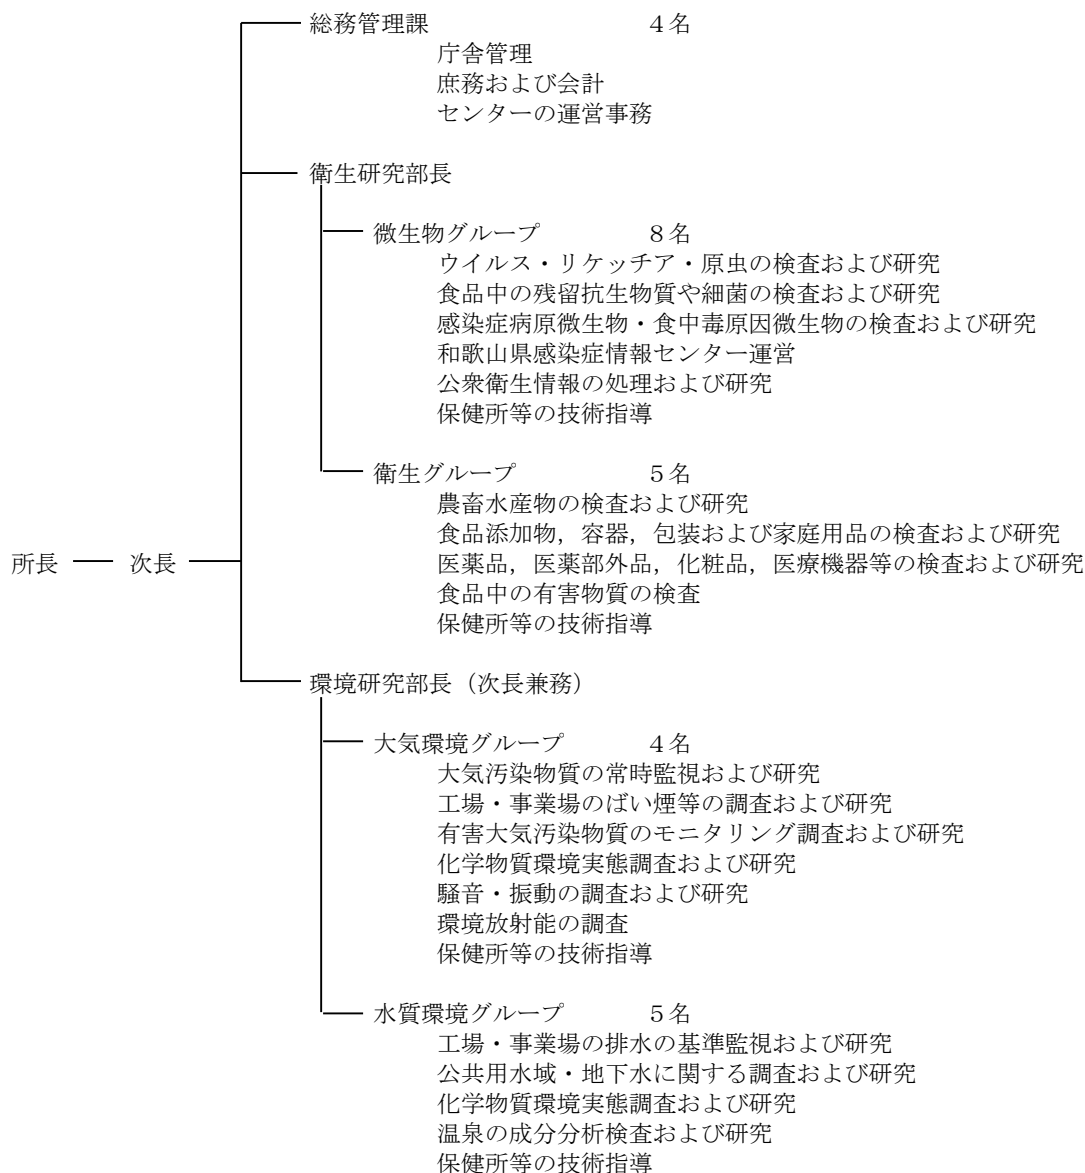 総務管理課 4名
庁舎管理
庶務および会計
センターの運営事務
衛生研究部長
微生物グループ 8名
ウイルス・リケッチア・原虫の検査および研究
食品中の残留抗生物質や細菌の検査および研究
感染症病原微生物・食中毒原因微生物の検査および研究
和歌山県感染症情報センター運営
公衆衛生情報の処理および研究
保健所等の技術指導
衛生グループ 5名
農畜水産物の検査および研究
食品添加物，容器，包装および家庭用品の検査および研究
所長 次長 医薬品，医薬部外品，化粧品，医療機器等の検査および研究
食品中の有害物質の検査
保健所等の技術指導
環境研究部長（次長兼務）
大気環境グループ 4名
大気汚染物質の常時監視および研究
工場・事業場のばい煙等の調査および研究
有害大気汚染物質のモニタリング調査および研究
化学物質環境実態調査および研究
騒音・振動の調査および研究
環境放射能の調査
保健所等の技術指導
水質環境グループ 5名
工場・事業場の排水の基準監視および研究
公共用水域・地下水に関する調査および研究
化学物質環境実態調査および研究
温泉の成分分析検査および研究
保健所等の技術指導